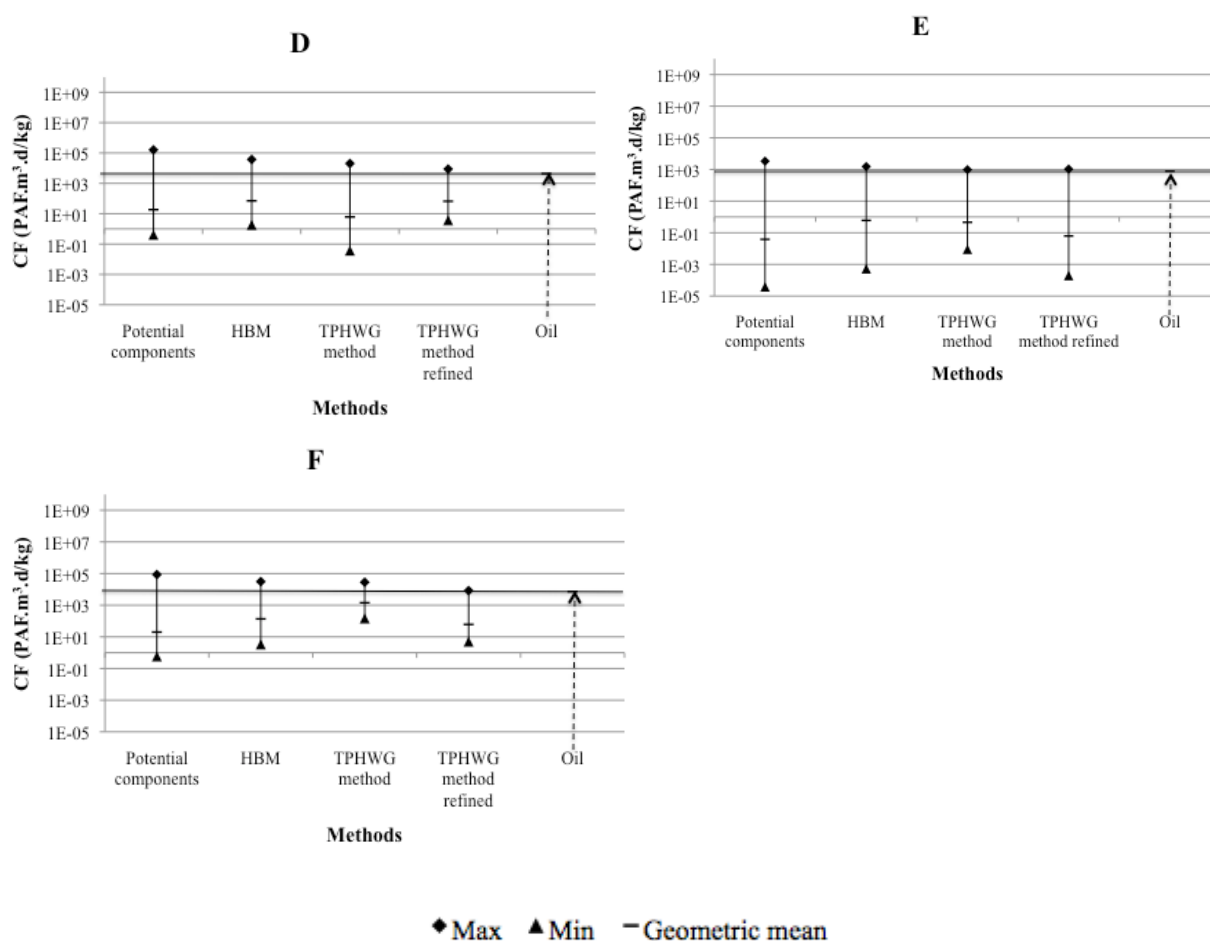 D
CF (PAF.m³.d/kg)
1E+09
1E+07
1E+05
1E+03
1E+01
1E-01
1E-03
1E-05
Potential
components
HBM
TPHWG
method
TPHWG
method
refined
Oil
Methods
E
CF (PAF.m³.d/kg)
1E+09
1E+07
1E+05
1E+03
1E+01
1E-01
1E-03
1E-05
Potential
components
HBM
TPHWG
method
TPHWG
method refined
Oil
Methods
F
CF (PAF.m³.d/kg)
1E+09
1E+07
1E+05
1E+03
1E+01
1E-01
1E-03
1E-05
Potential
components
HBM
TPHWG
method
TPHWG
method
refined
Oil
Methods
Max Min Geometric mean